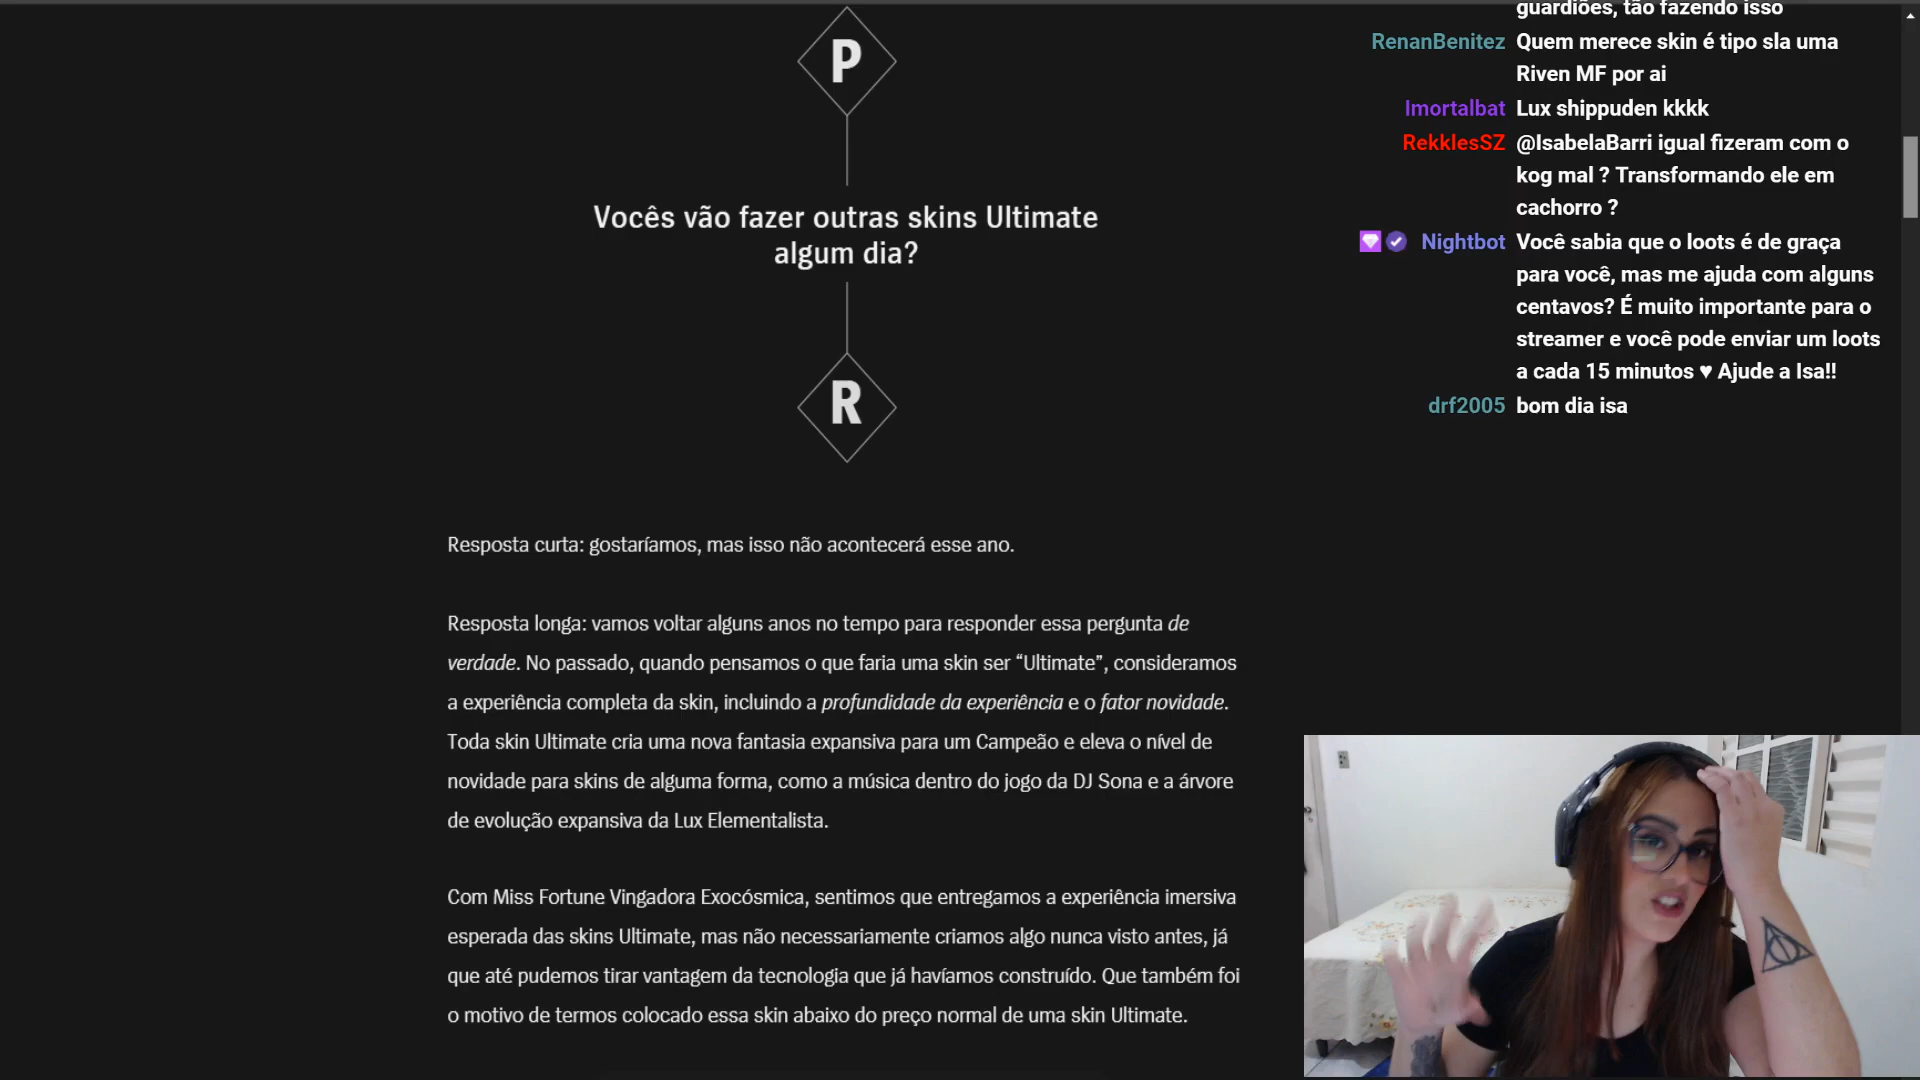 P
Vocês vão fazer outras skins Ultimate
algum dia?
R
Resposta curta: gostaríamos, mas isso não acontecerá esse ano.
Resposta longa: vamos voltar alguns anos no tempo para responder essa pergunta de
verdade. No passado, quando pensamos o que faria uma skin ser “Ultimate”, consideramos
a experiência completa da skin, incluindo a profundidade da experiência e o fator novidade.
Toda skin Ultimate cria uma nova fantasia expansiva para um Campeão e eleva o nível de
novidade para skins de alguma forma, como a música dentro do jogo da DJ Sona e a árvore
de evolução expansiva da Lux Elementalista.
Com Miss Fortune Vingadora Exocósmica, sentimos que entregamos a experiência imersiva
esperada das skins Ultimate, mas não necessariamente criamos algo nunca visto antes, já
que até pudemos tirar vantagem da tecnologia que já havíamos construído. Que também foi
o motivo de termos colocado essa skin abaixo do preço normal de uma skin Ultimate.
guardiões, tão fazendo isso
RenanBenitez Quem merece skin é tipo sla uma
Riven MF por ai
Imortalbat Lux shippuden kkkk
RekklesSZ @IsabelaBarri igual fizeram com o
kog mal ? Transformando ele em
cachorro ?
Nightbot Você sabia que o loots é de graça
para você, mas me ajuda com alguns
centavos? É muito importante para o
streamer e você pode enviar um loots
a cada 15 minutos ♥ Ajude a Isa!!
drf2005 bom dia isa